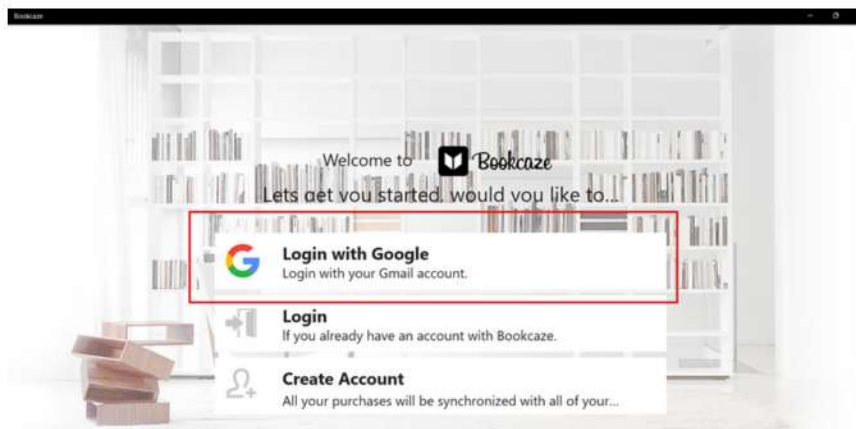 Bookcaze
Welcome to Bookcaze
Lets get you started, would you like to...
Login with Google
Login with your Gmail account.
Login
If you already have an account with Bookcaze.
Create Account
All your purchases will be synchronized with all of your...